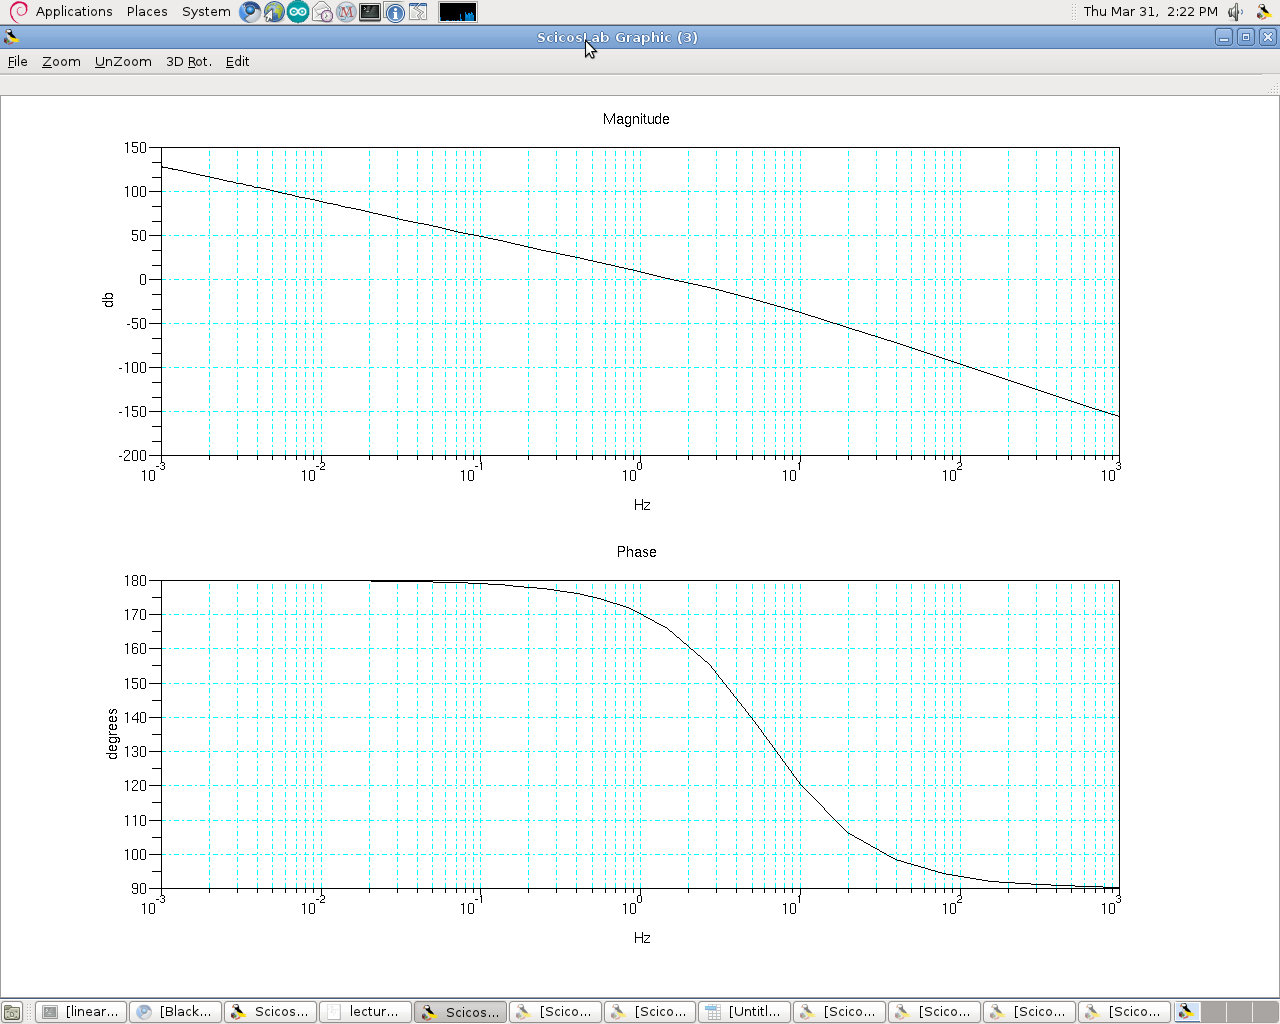 Applications Places System Thu Mar 31, 2:22 PM
ScicosLab Graphic (3)
File Zoom UnZoom 3D Rot. Edit
Magnitude
150
100
50
0
-50
-100
-150
-200
db
10^-3 10^-2 10^-1 10^0 10^1 10^2 10^3
Hz
Phase
180
170
160
150
140
130
120
110
100
90
degrees
10^-3 10^-2 10^-1 10^0 10^1 10^2 10^3
Hz
[linear... [Black... Scicos... lectur... Scicos... [Scico... [Scico... [Untitl... [Scico... [Scico... [Scico... [Scico...